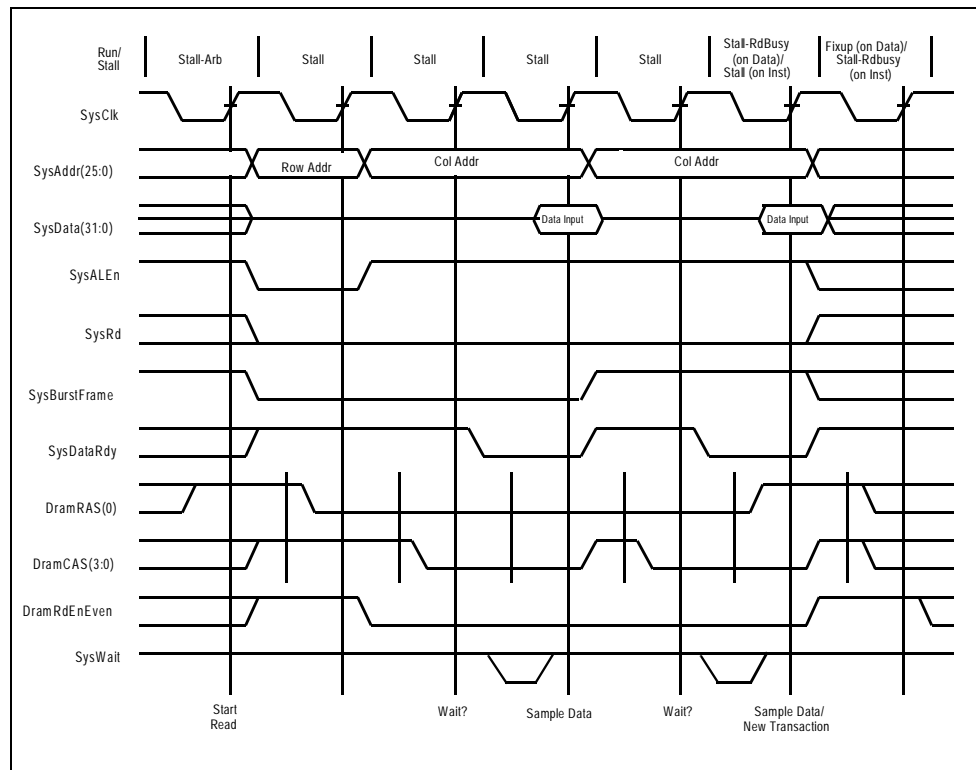 Run/
Stall
Stall-Arb
Stall
Stall
Stall
Stall
Stall-RdBusy
(on Data)/
Stall (on Inst)
Fixup (on Data)/
Stall-Rdbusy
(on Inst)
SysClk
SysAddr(25:0)
Row Addr
Col Addr
Col Addr
SysData(31:0)
Data Input
Data Input
SysALEn
SysRd
SysBurstFrame
SysDataRdy
DramRAS(0)
DramCAS(3:0)
DramRdEnEven
SysWait
Start
Read
Wait?
Sample Data
Wait?
Sample Data/
New Transaction